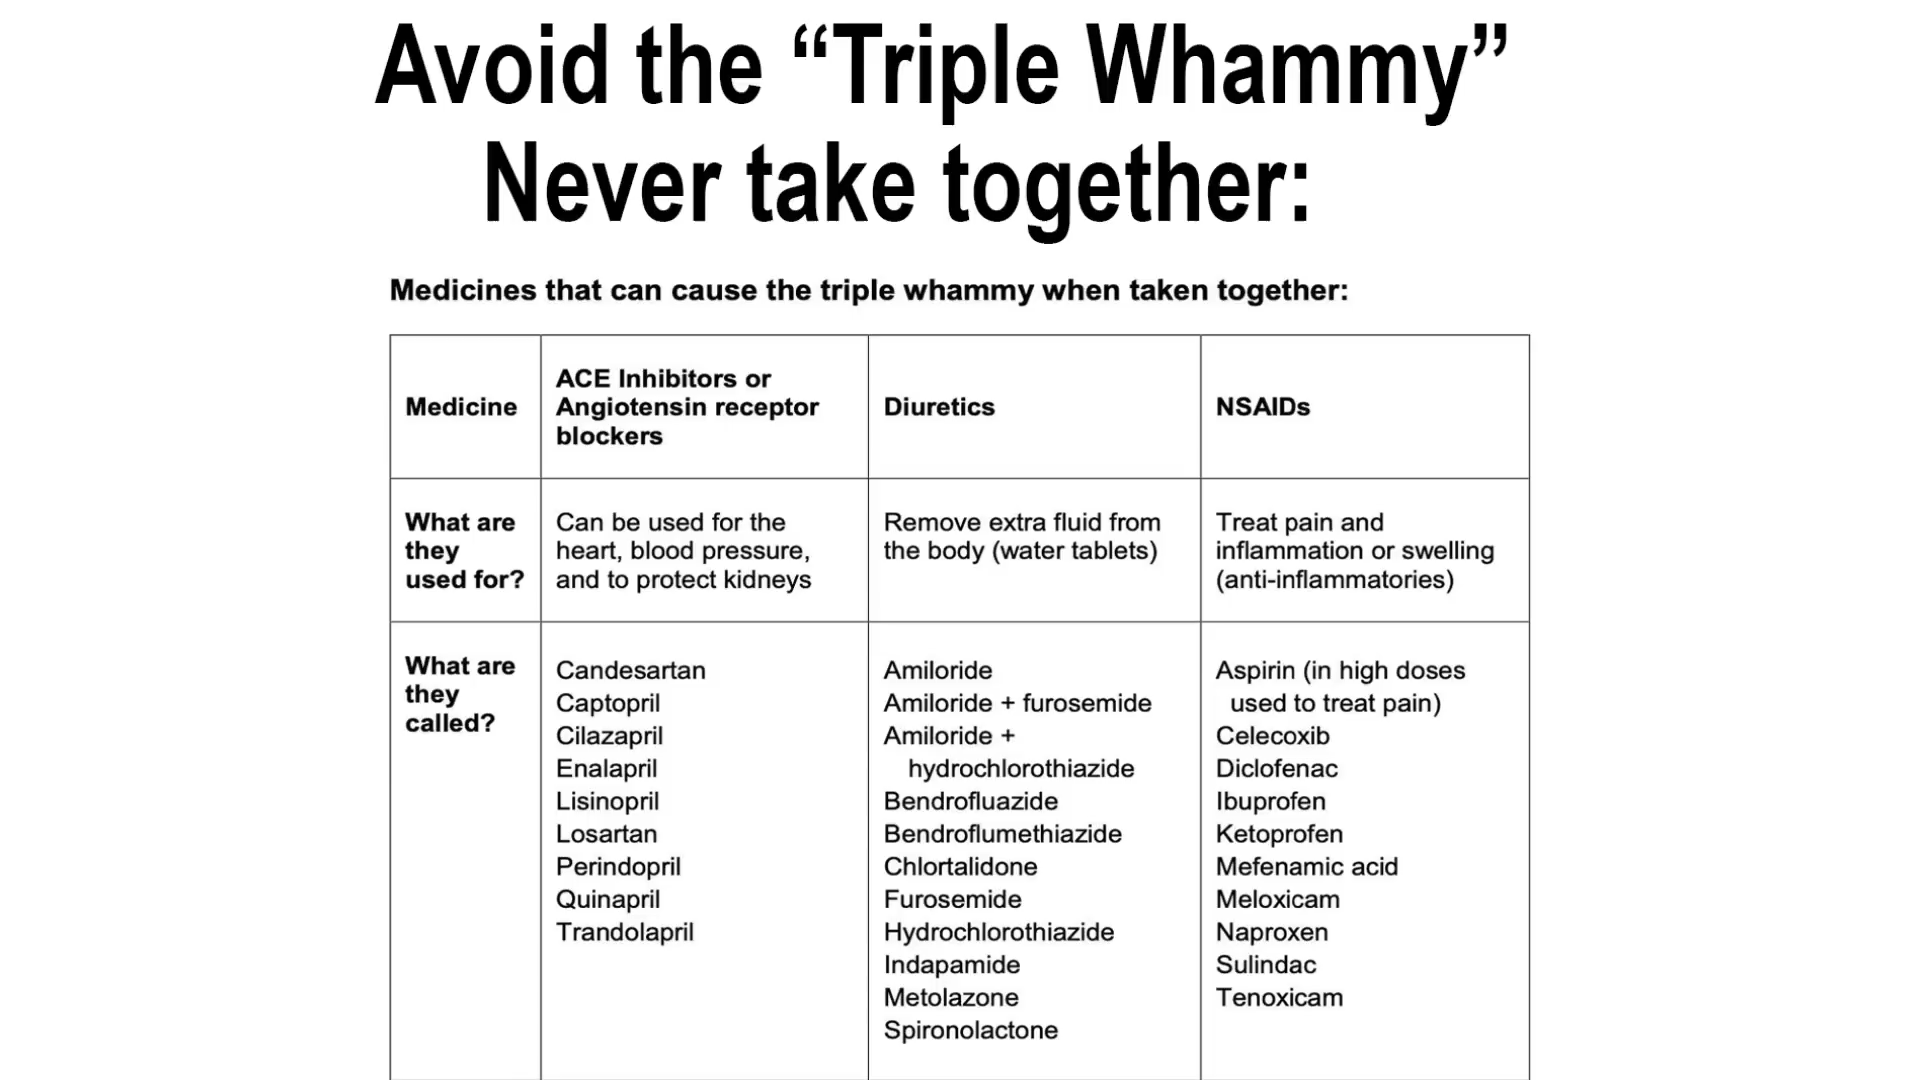 Avoid the “Triple Whammy”
Never take together:
Medicines that can cause the triple whammy when taken together:
Medicine
ACE Inhibitors or
Angiotensin receptor
blockers
Diuretics
NSAIDs
What are
they
used for?
Can be used for the
heart, blood pressure,
and to protect kidneys
Remove extra fluid from
the body (water tablets)
Treat pain and
inflammation or swelling
(anti-inflammatories)
What are
they
called?
Candesartan
Captopril
Cilazapril
Enalapril
Lisinopril
Losartan
Perindopril
Quinapril
Trandolapril
Amiloride
Amiloride + furosemide
Amiloride +
hydrochlorothiazide
Bendrofluazide
Bendroflumethiazide
Chlortalidone
Furosemide
Hydrochlorothiazide
Indapamide
Metolazone
Spironolactone
Aspirin (in high doses
used to treat pain)
Celecoxib
Diclofenac
Ibuprofen
Ketoprofen
Mefenamic acid
Meloxicam
Naproxen
Sulindac
Tenoxicam